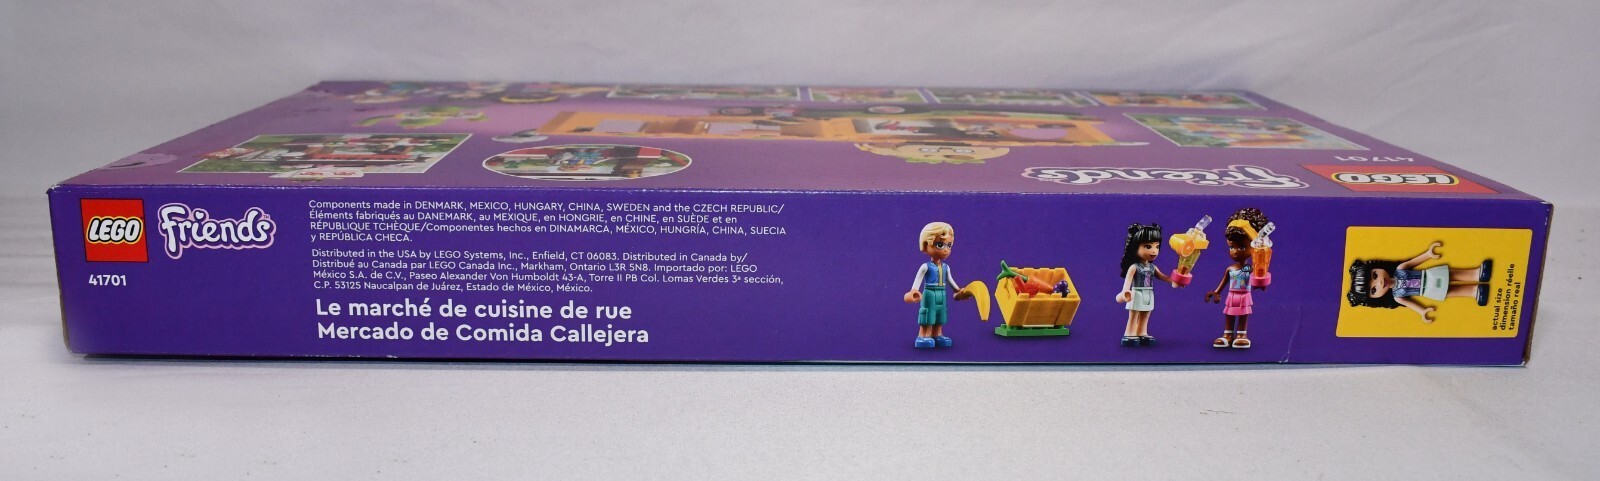 41701
LEGO
Friends
LEGO
Friends
41701
Components made in DENMARK, MEXICO, HUNGARY, CHINA, SWEDEN and the CZECH REPUBLIC/
Éléments fabriqués au DANEMARK, au MEXIQUE, en HONGRIE, en CHINE, en SUÈDE et en
RÉPUBLIQUE TCHÈQUE/Componentes hechos en DINAMARCA, MÉXICO, HUNGRÍA, CHINA, SUECIA
y REPÚBLICA CHECA.
Distributed in the USA by LEGO Systems, Inc., Enfield, CT 06083. Distributed in Canada by/
Distribué au Canada par LEGO Canada Inc., Markham, Ontario L3R 5N8. Importado por: LEGO
México S.A. de C.V., Paseo Alexander Von Humboldt 43-A, Torre II PB Col. Lomas Verdes 3ª sección,
C.P. 53125 Naucalpan de Juárez, Estado de México, México.
Le marché de cuisine de rue
Mercado de Comida Callejera
actual size
dimension réelle
tamaño real